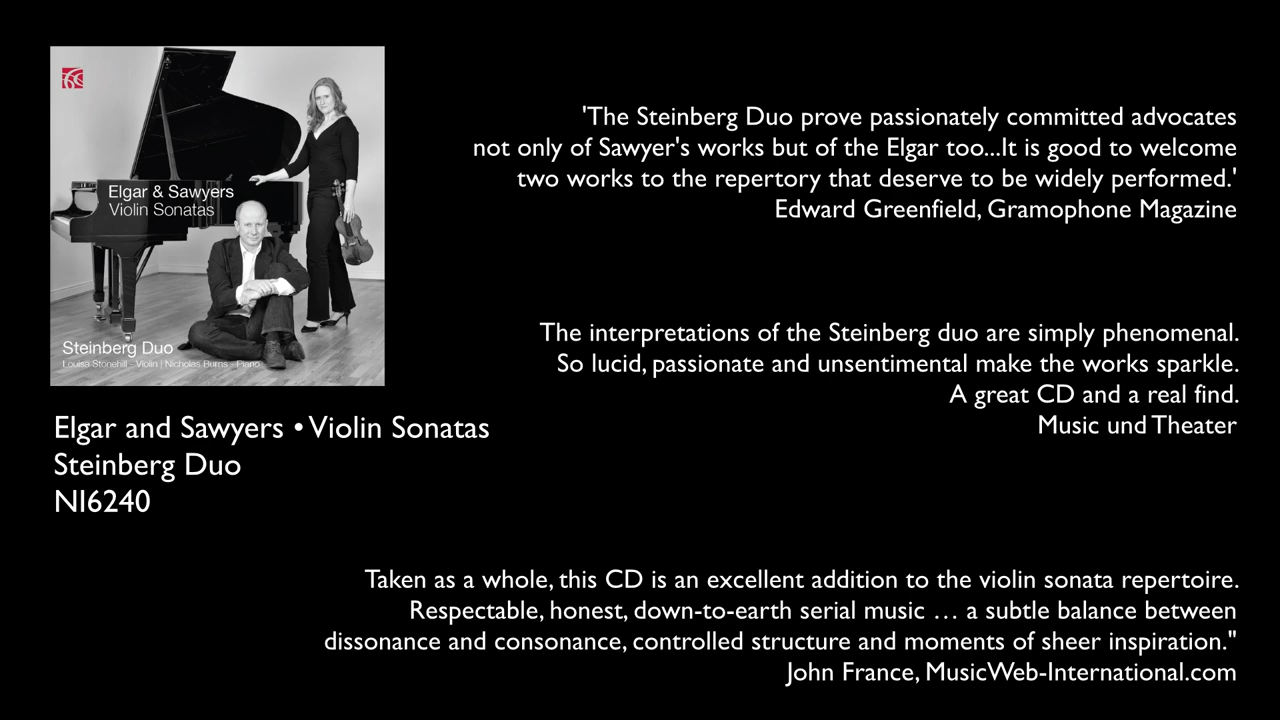 Elgar & Sawyers
Violin Sonatas
Steinberg Duo
Louisa Stonehill - Violin | Nicholas Burns - Piano
Elgar and Sawyers • Violin Sonatas
Steinberg Duo
NI6240
'The Steinberg Duo prove passionately committed advocates
not only of Sawyer's works but of the Elgar too...It is good to welcome
two works to the repertory that deserve to be widely performed.'
Edward Greenfield, Gramophone Magazine
The interpretations of the Steinberg duo are simply phenomenal.
So lucid, passionate and unsentimental make the works sparkle.
A great CD and a real find.
Music und Theater
Taken as a whole, this CD is an excellent addition to the violin sonata repertoire.
Respectable, honest, down-to-earth serial music … a subtle balance between
dissonance and consonance, controlled structure and moments of sheer inspiration."
John France, MusicWeb-International.com